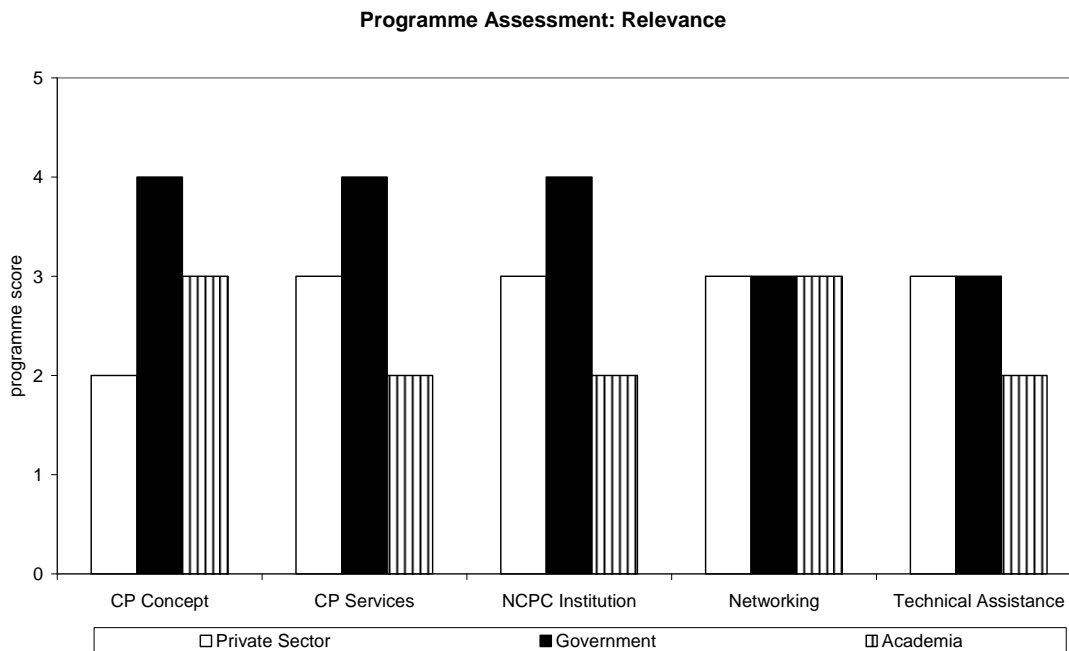 Programme Assessment: Relevance
5
4
3
2
1
0
programme score
CP Concept CP Services NCPC Institution Networking Technical Assistance
Private Sector Government Academia